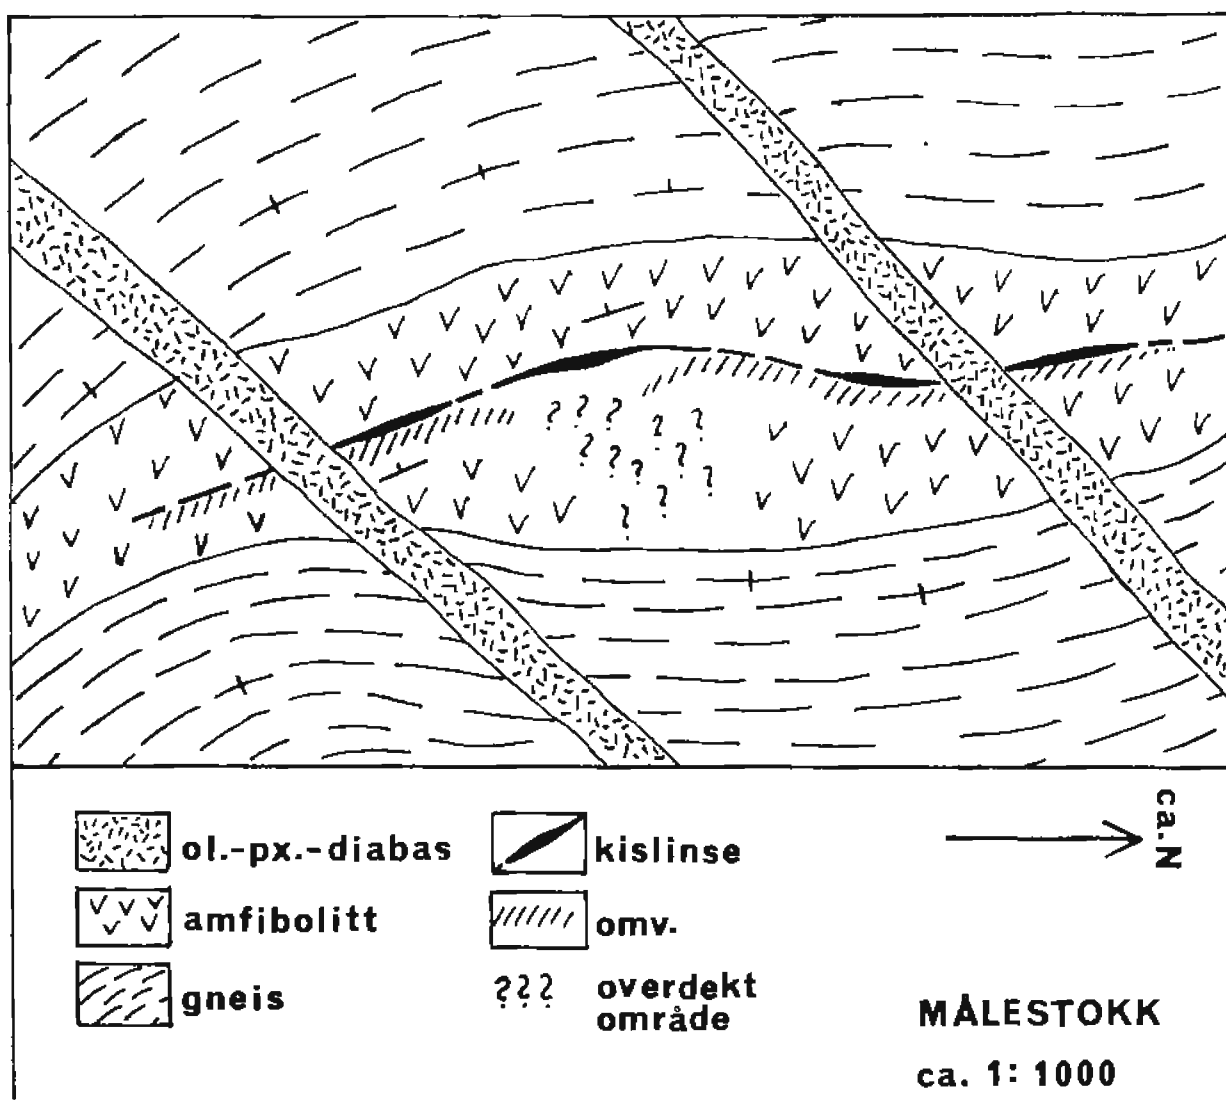 ol.-px.-diabas
amfibolitt
gneis
kislinse
omv.
??? overdekt
område
ca. N
MÅLESTOKK
ca. 1: 1000